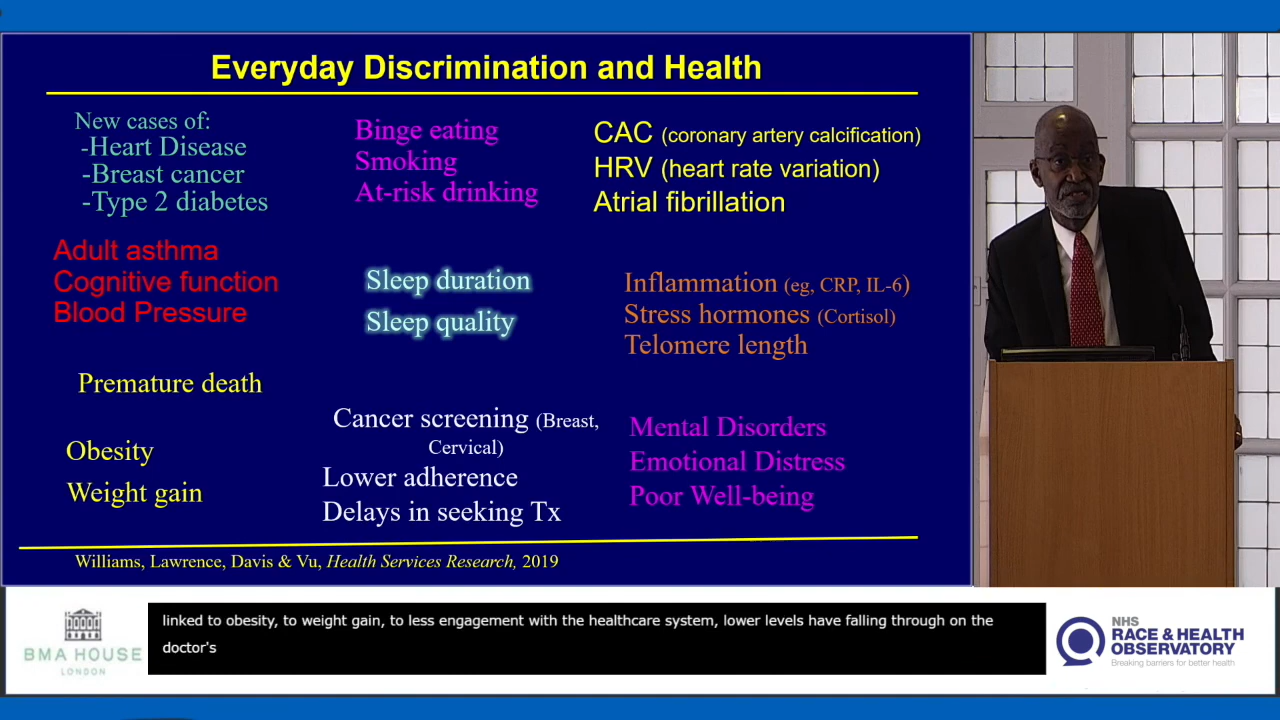 Everyday Discrimination and Health
New cases of:
-Heart Disease
-Breast cancer
-Type 2 diabetes
Binge eating
Smoking
At-risk drinking
CAC (coronary artery calcification)
HRV (heart rate variation)
Atrial fibrillation
Adult asthma
Cognitive function
Blood Pressure
Sleep duration
Sleep quality
Inflammation (eg, CRP, IL-6)
Stress hormones (Cortisol)
Telomere length
Premature death
Obesity
Weight gain
Cancer screening (Breast,
Cervical)
Lower adherence
Delays in seeking Tx
Mental Disorders
Emotional Distress
Poor Well-being
Williams, Lawrence, Davis & Vu, Health Services Research, 2019
BMA HOUSE
LONDON
linked to obesity, to weight gain, to less engagement with the healthcare system, lower levels have falling through on the
doctor's
NHS
RACE & HEALTH
OBSERVATORY
Breaking barriers for better health